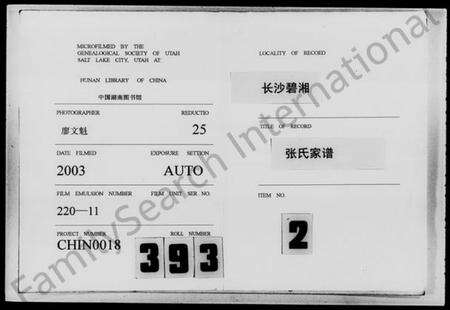 MICROFILMED BY THE
GENEALOGICAL SOCIETY OF UTAH
SALT LAKE CITY, UTAH AT
HUNAN LIBRARY OF CHINA
中国湖南图书馆
PHOTOGRAPHER REDUCTIO
廖文魁 25
DATE FILMED EXPOSURE SETTION
2003 AUTO
FILM EMULSION NUMBER FILM UNIT SER NO.
220—11
PROJECT NUMBER ROLL NUMBER
CHIN0018 393
LOCALITY OF RECORD
长沙碧湘
TITLE OF RECORD
张氏家谱
ITEM NO.
2
FamilySearch International